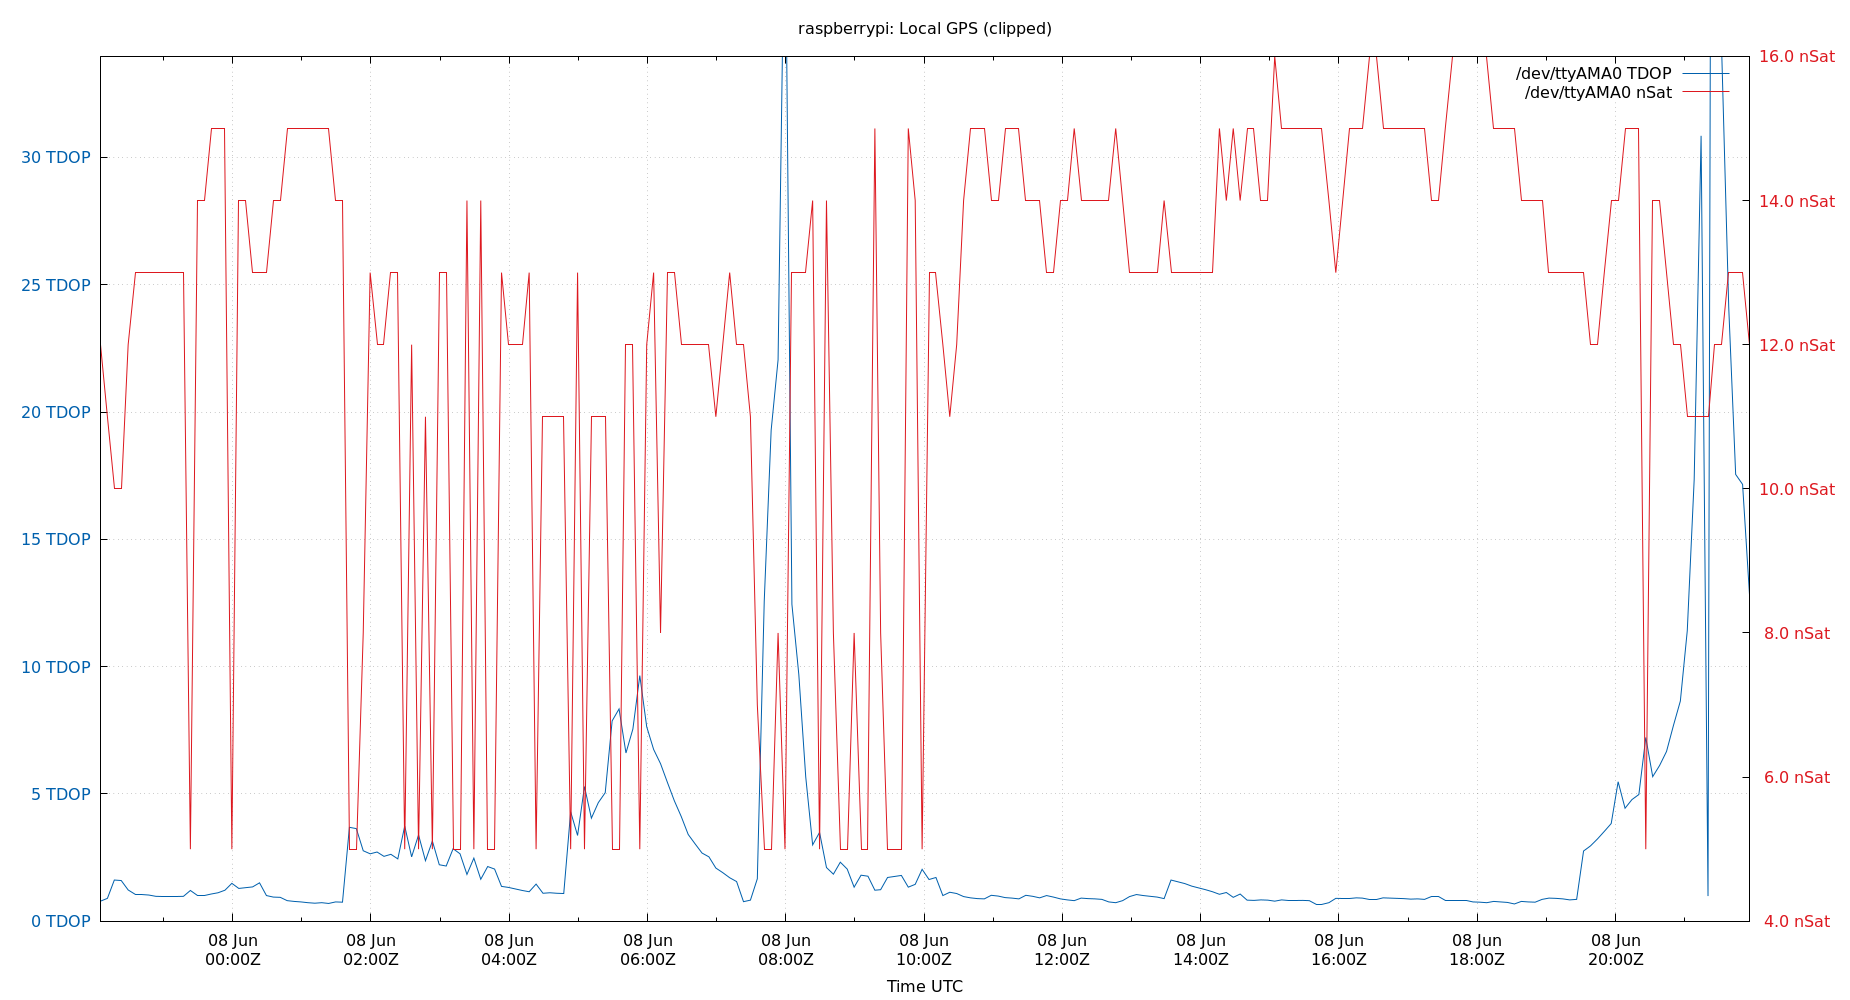 raspberrypi: Local GPS (clipped)
/dev/ttyAMA0 TDOP
/dev/ttyAMA0 nSat
30 TDOP
25 TDOP
20 TDOP
15 TDOP
10 TDOP
5 TDOP
0 TDOP
16.0 nSat
14.0 nSat
12.0 nSat
10.0 nSat
8.0 nSat
6.0 nSat
4.0 nSat
08 Jun
00:00Z
08 Jun
02:00Z
08 Jun
04:00Z
08 Jun
06:00Z
08 Jun
08:00Z
08 Jun
10:00Z
08 Jun
12:00Z
08 Jun
14:00Z
08 Jun
16:00Z
08 Jun
18:00Z
08 Jun
20:00Z
Time UTC